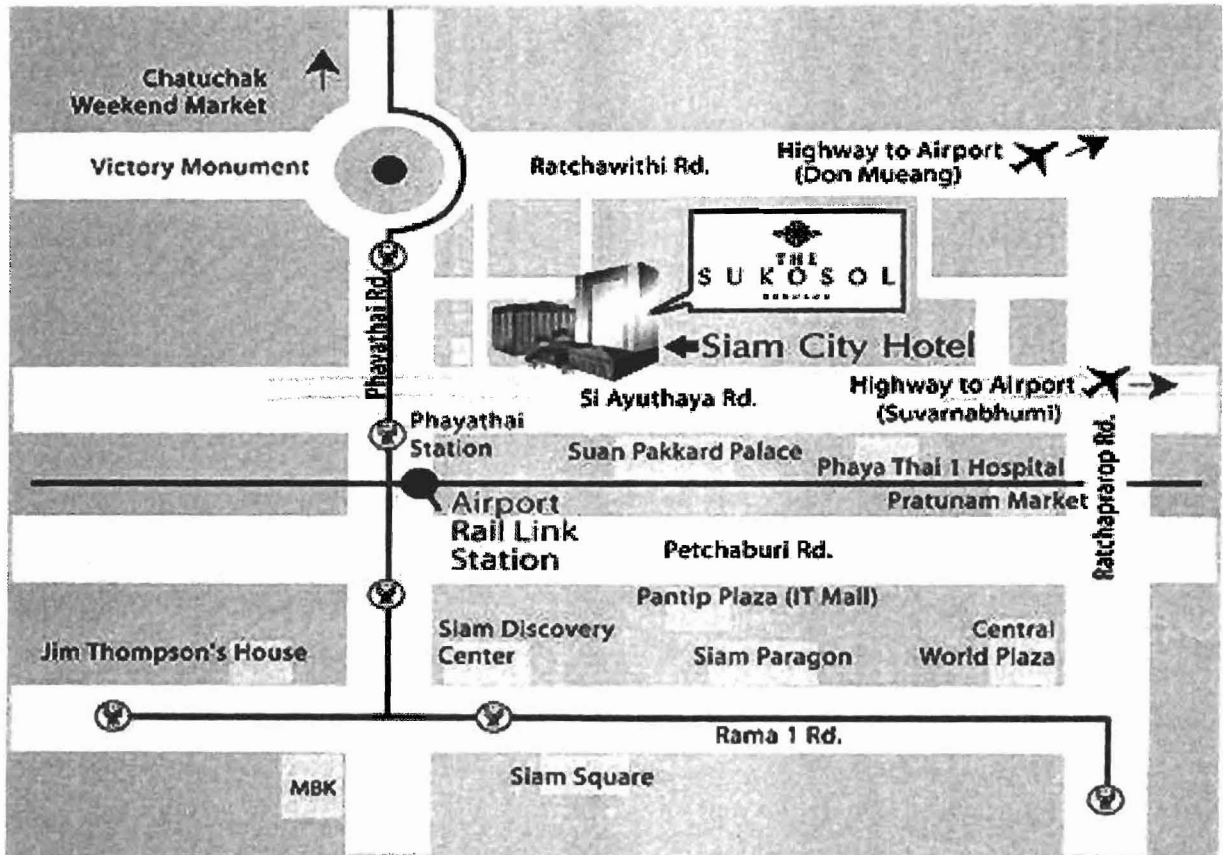 Chatuchak
Weekend Market
Victory Monument
Ratchawithi Rd.
Highway to Airport
(Don Mueang)
THE
SUKOSOL
Phayathai Rd
Siam City Hotel
Si Ayuthaya Rd.
Highway to Airport
(Suvarnabhumi)
Phayathai
Station
Suan Pakkard Palace
Phaya Thai 1 Hospital
Pratunam Market
Ratchaprarop Rd.
Airport
Rail Link
Station
Petchaburi Rd.
Pantip Plaza (IT Mall)
Jim Thompson's House
Siam Discovery
Center
Siam Paragon
Central
World Plaza
Rama 1 Rd.
MBK
Siam Square